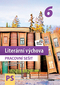 6
Literární výchova
PRACOVNÍ SEŠIT
PS